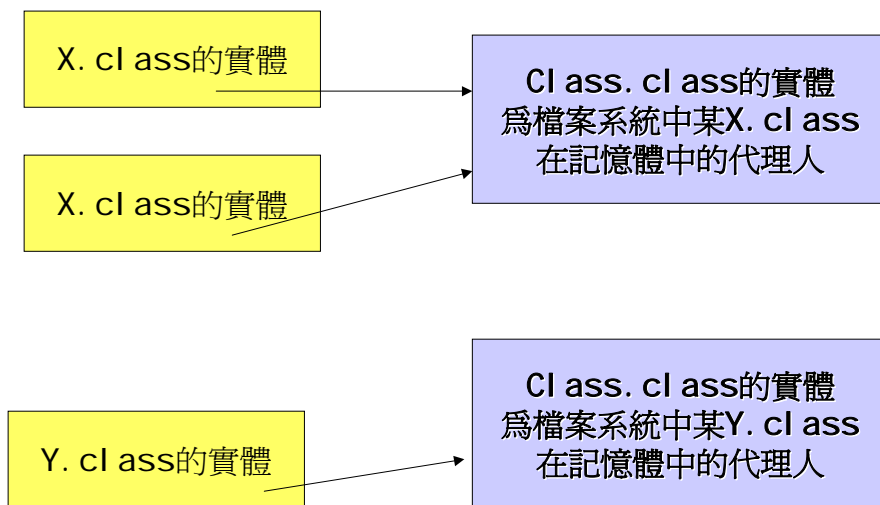 X.class的實體
Class.class的實體
為檔案系統中某X.class
在記憶體中的代理人
X.class的實體
Class.class的實體
為檔案系統中某Y.class
在記憶體中的代理人
Y.class的實體